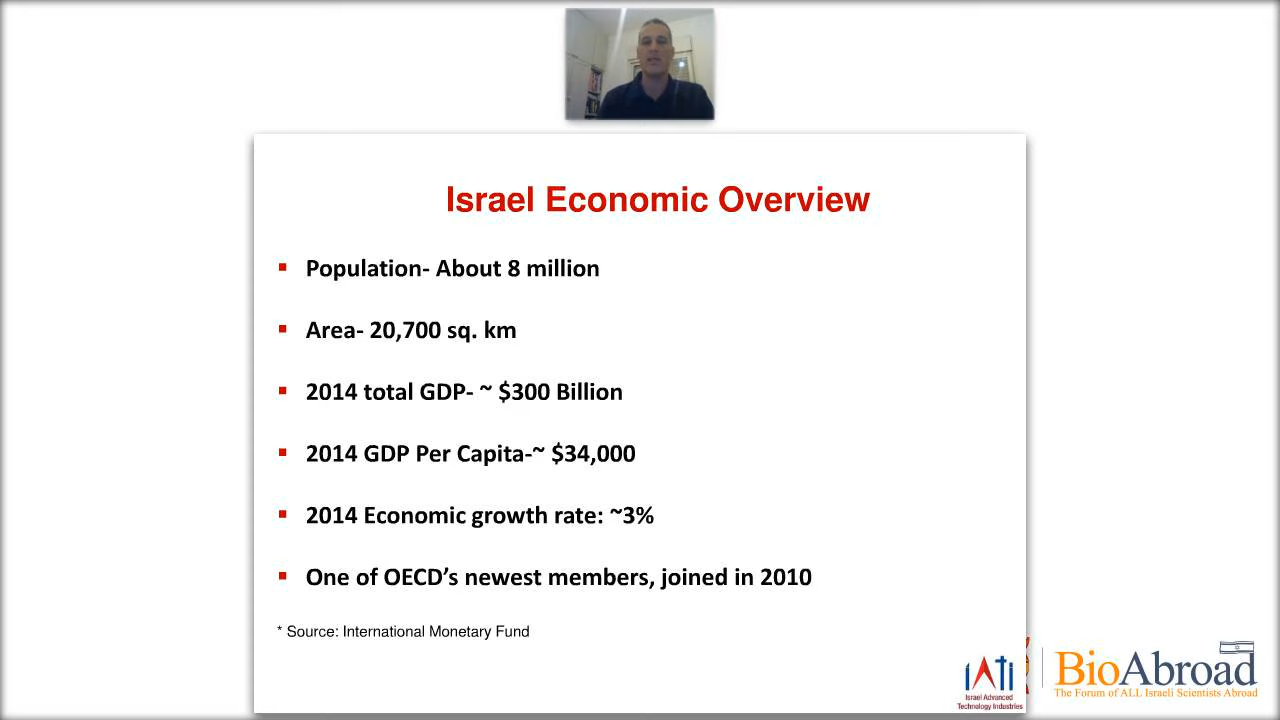 Israel Economic Overview
Population- About 8 million
Area- 20,700 sq. km
2014 total GDP- ~ $300 Billion
2014 GDP Per Capita-~ $34,000
2014 Economic growth rate: ~3%
One of OECD’s newest members, joined in 2010
* Source: International Monetary Fund
IATI
Israel Advanced
Technology Industries
BioAbroad
The Forum of ALL Israeli Scientists Abroad